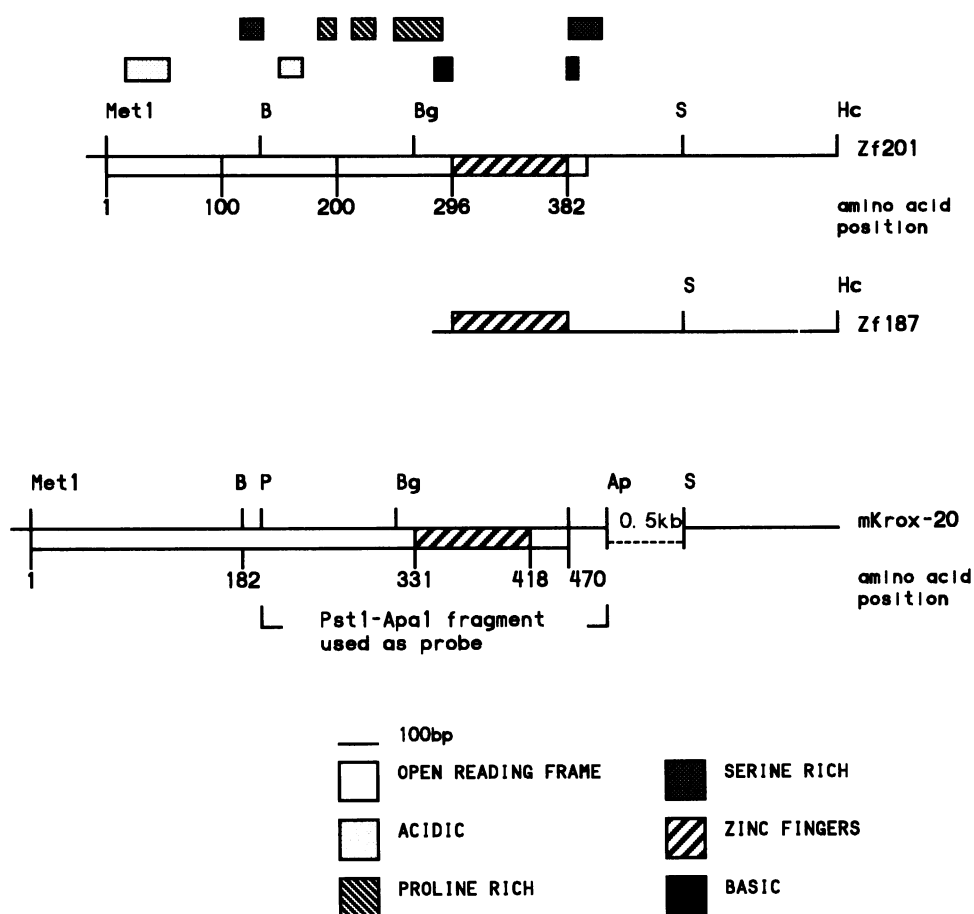 Met1 B Bg S Hc
Zf201
1 100 200 296 382 amino acid
position
S Hc
Zf187
Met1 B P Bg Ap S
0.5kb mKrox-20
1 182 331 418 470 amino acid
position
Pst1-Apa1 fragment
used as probe
100bp
OPEN READING FRAME SERINE RICH
ACIDIC ZINC FINGERS
PROLINE RICH BASIC